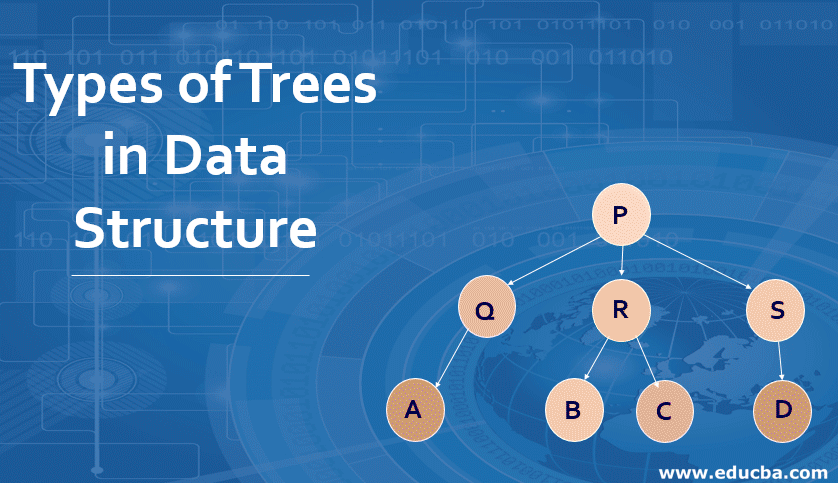 Types of Trees
in Data
Structure
P
Q
R
S
A
B
C
D
www.educba.com